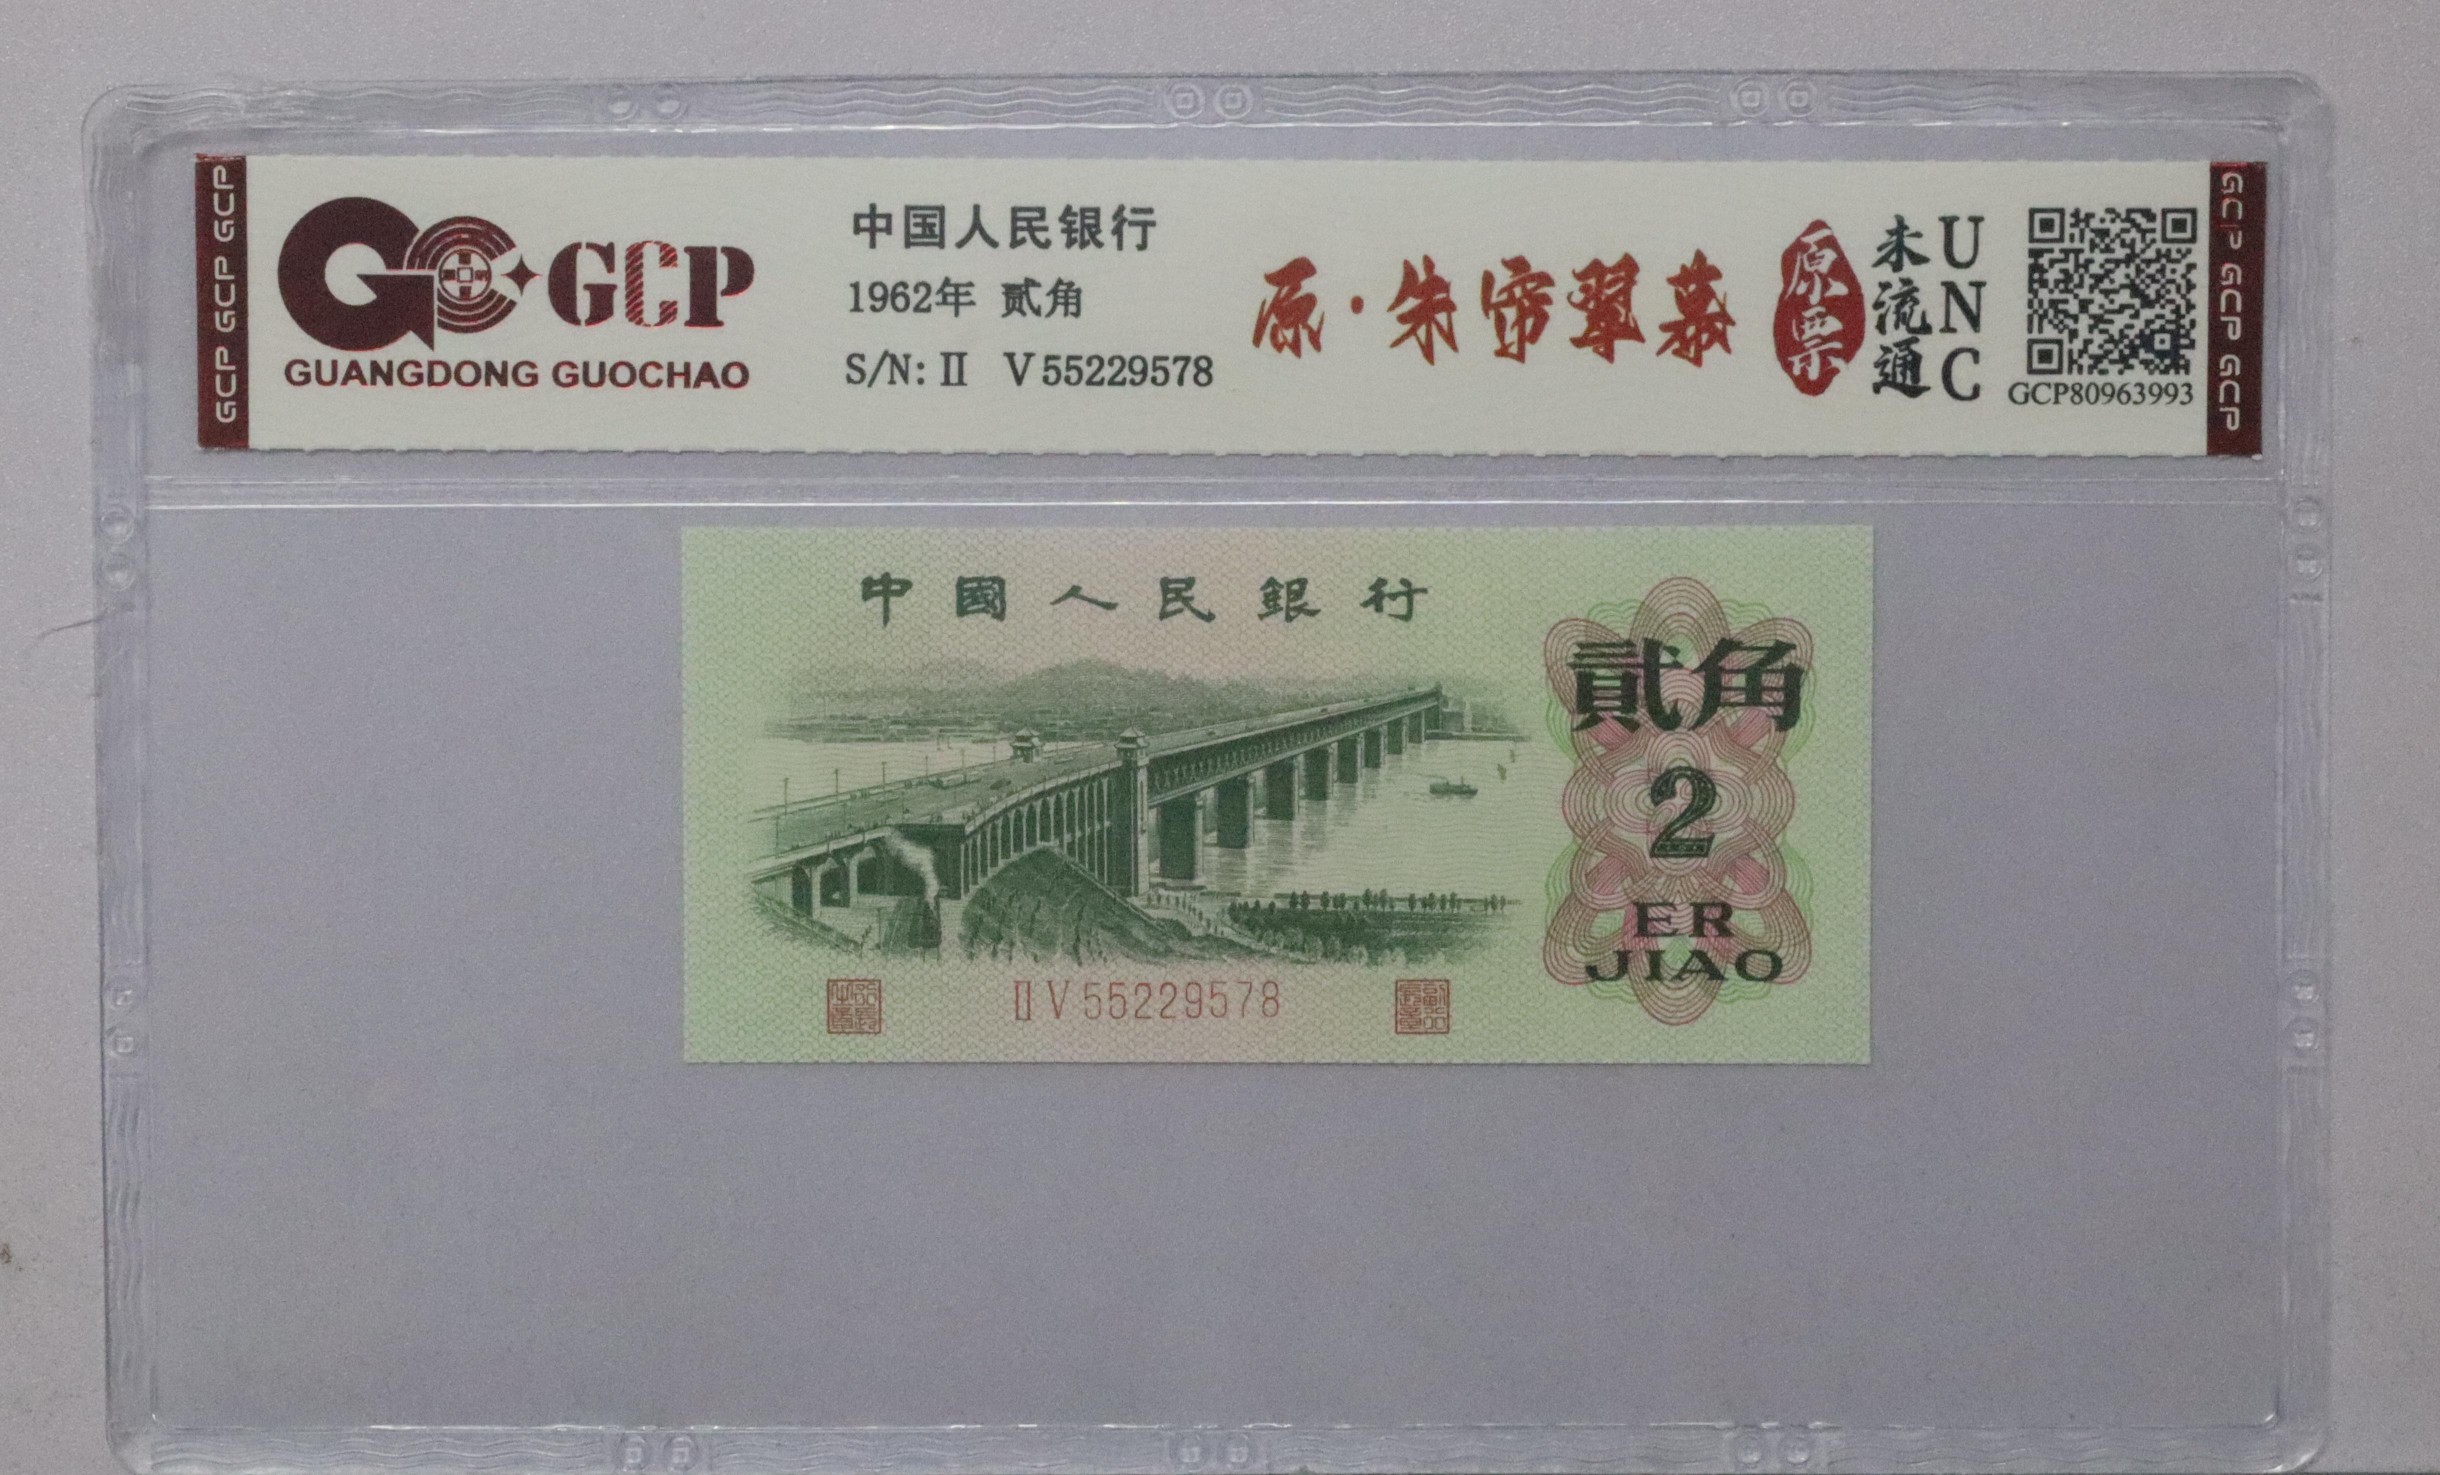 GCP GCP GCP
GCP
GUANGDONG GUOCHAO
中国人民银行
1962年 贰角
S/N: II V 55229578
原·朱帘翠幕
原票
未流通
UNC
GCP80963993
GCP GCP GCP
中國人民銀行
貳角
2
ER
JIAO
II V 55229578